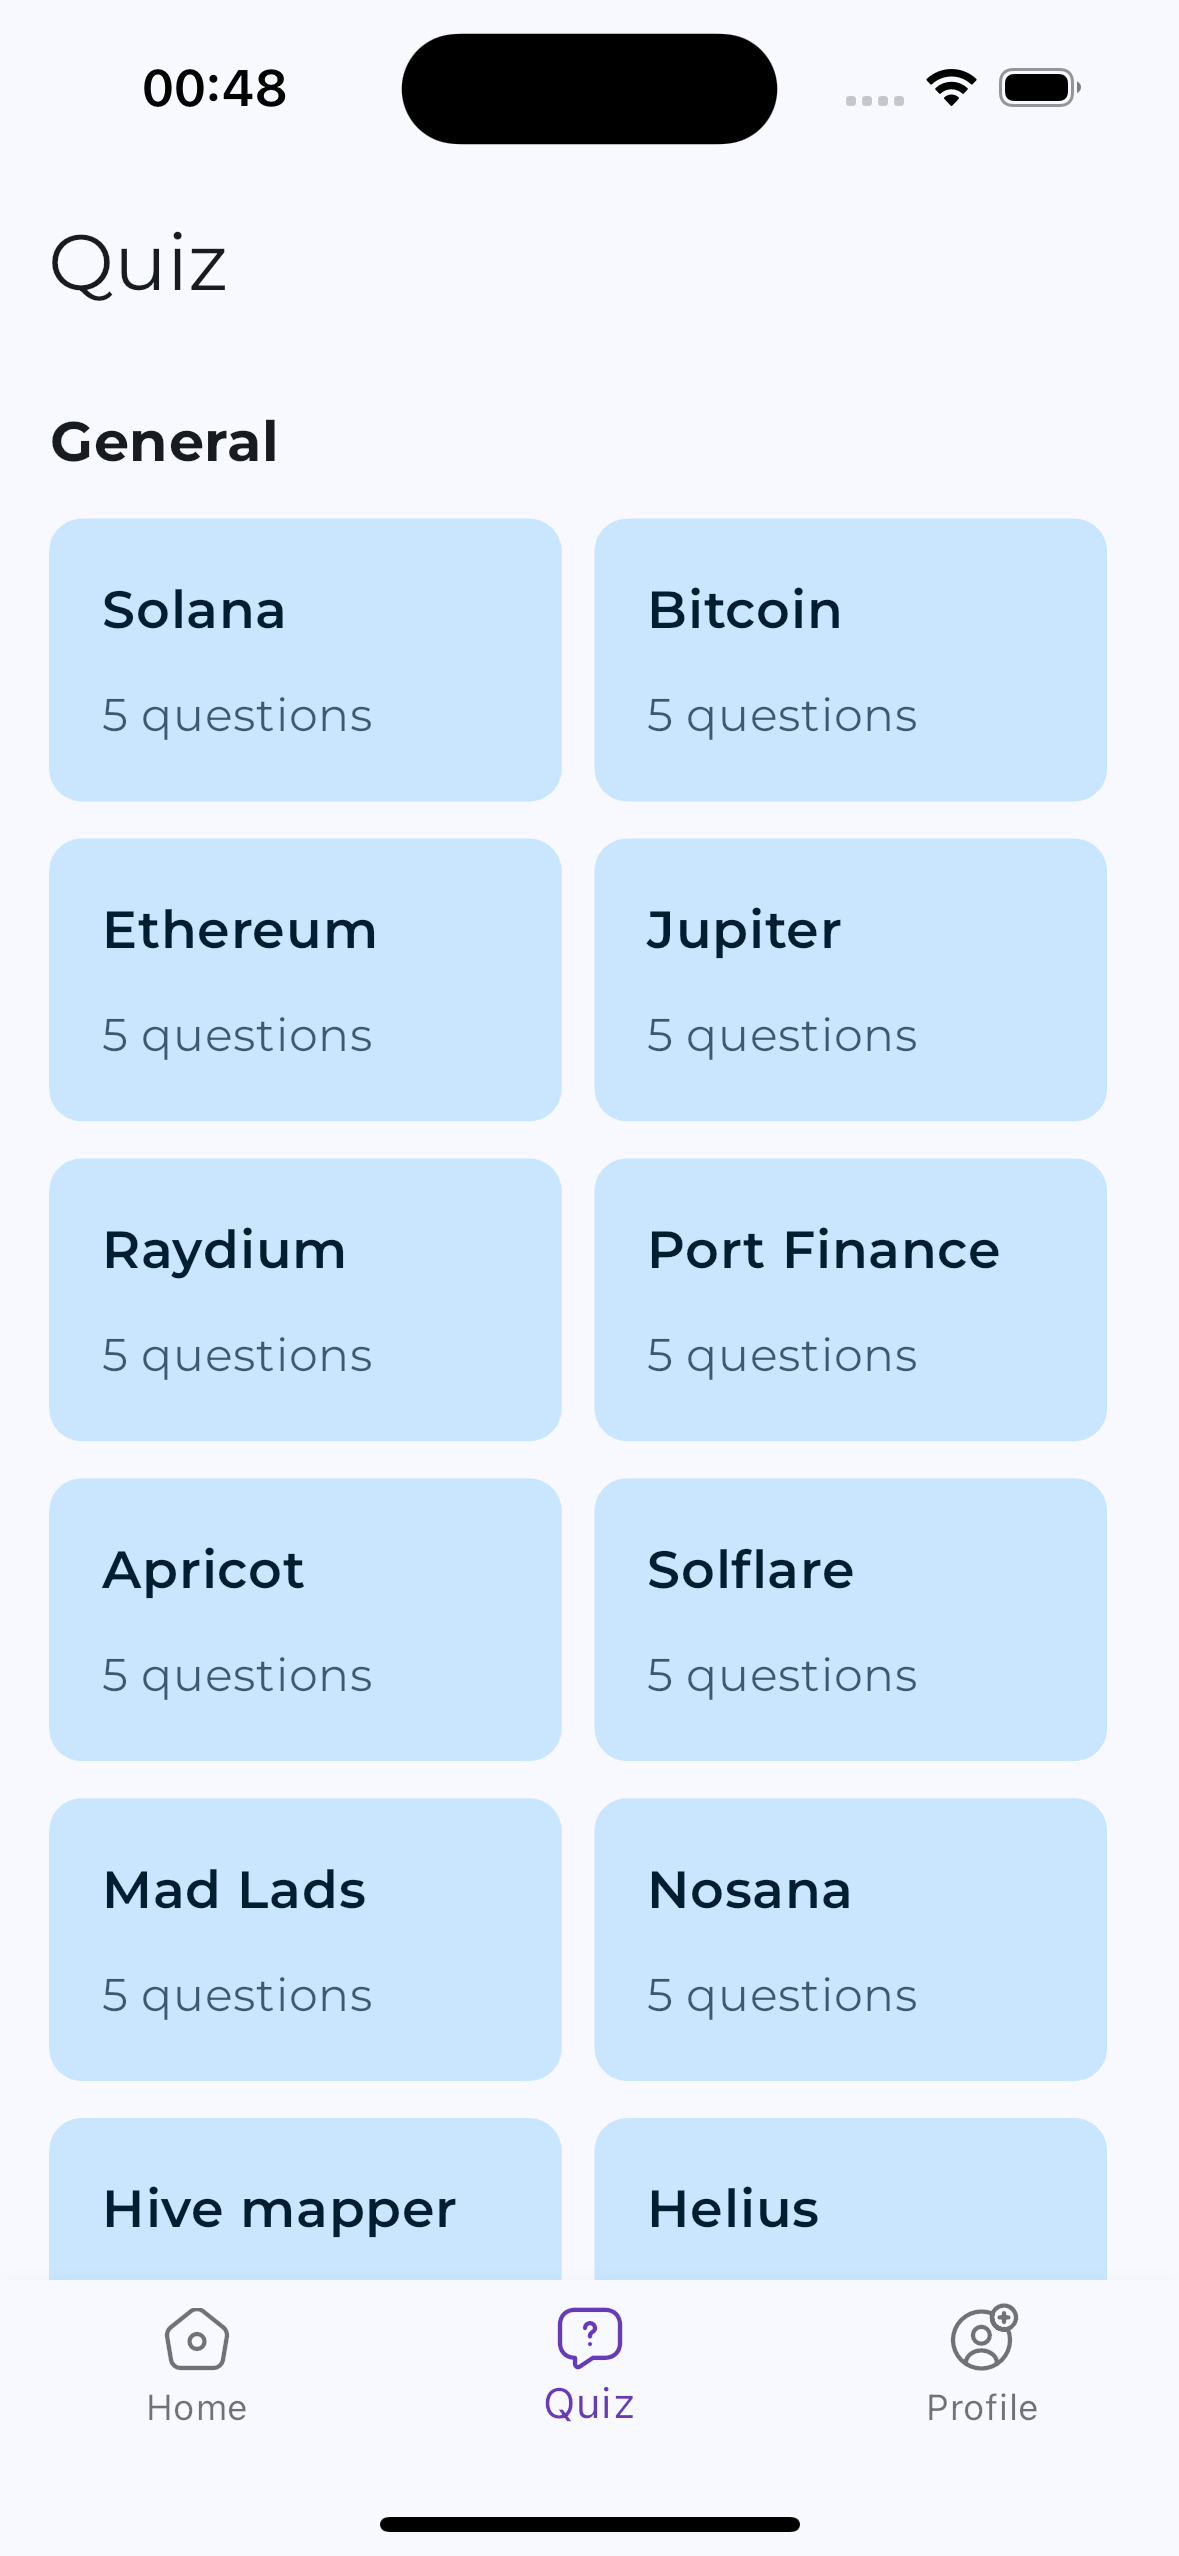 00:48
Quiz
General
Solana
5 questions
Bitcoin
5 questions
Ethereum
5 questions
Jupiter
5 questions
Raydium
5 questions
Port Finance
5 questions
Apricot
5 questions
Solflare
5 questions
Mad Lads
5 questions
Nosana
5 questions
Hive mapper
Helius
Home
Quiz
Profile